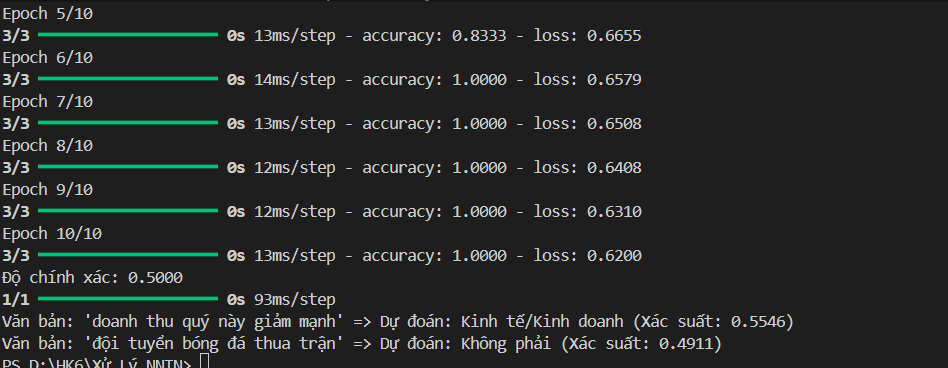 Epoch 5/10
3/3 ━━━━━━━━━━━━━━━━━━━━ 0s 13ms/step - accuracy: 0.8333 - loss: 0.6655
Epoch 6/10
3/3 ━━━━━━━━━━━━━━━━━━━━ 0s 14ms/step - accuracy: 1.0000 - loss: 0.6579
Epoch 7/10
3/3 ━━━━━━━━━━━━━━━━━━━━ 0s 13ms/step - accuracy: 1.0000 - loss: 0.6508
Epoch 8/10
3/3 ━━━━━━━━━━━━━━━━━━━━ 0s 12ms/step - accuracy: 1.0000 - loss: 0.6408
Epoch 9/10
3/3 ━━━━━━━━━━━━━━━━━━━━ 0s 12ms/step - accuracy: 1.0000 - loss: 0.6310
Epoch 10/10
3/3 ━━━━━━━━━━━━━━━━━━━━ 0s 13ms/step - accuracy: 1.0000 - loss: 0.6200
Độ chính xác: 0.5000
1/1 ━━━━━━━━━━━━━━━━━━━━ 0s 93ms/step
Văn bản: 'doanh thu quý này giảm mạnh' => Dự đoán: Kinh tế/Kinh doanh (Xác suất: 0.5546)
Văn bản: 'đội tuyển bóng đá thua trận' => Dự đoán: Không phải (Xác suất: 0.4911)
PS D:\HK6\Xử Lý NNTN>